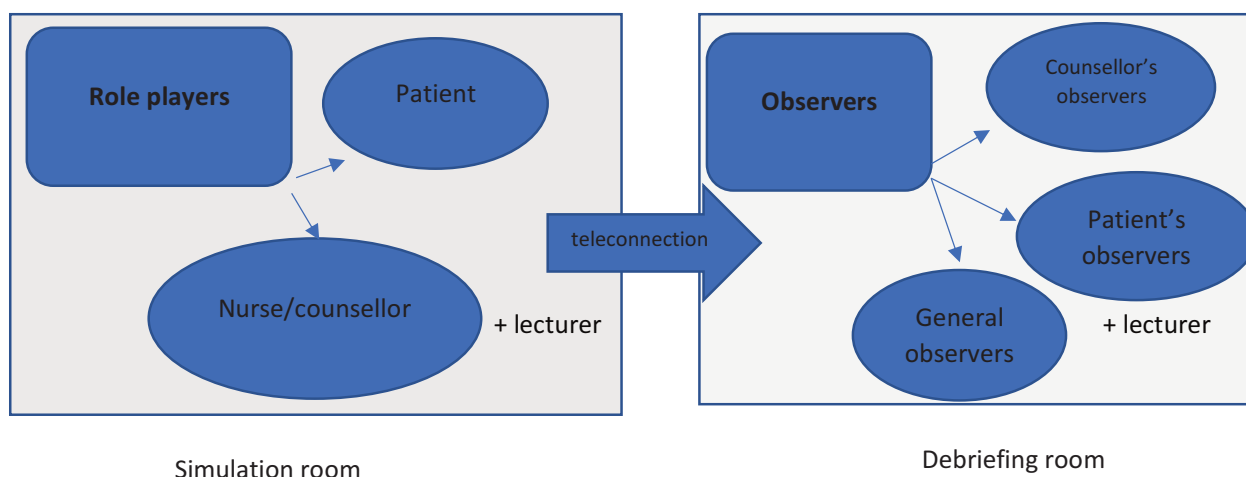 Role players
Patient
Nurse/counsellor
+ lecturer
teleconnection
Observers
Counsellor's
observers
Patient's
observers
General
observers
+ lecturer
Simulation room
Debriefing room